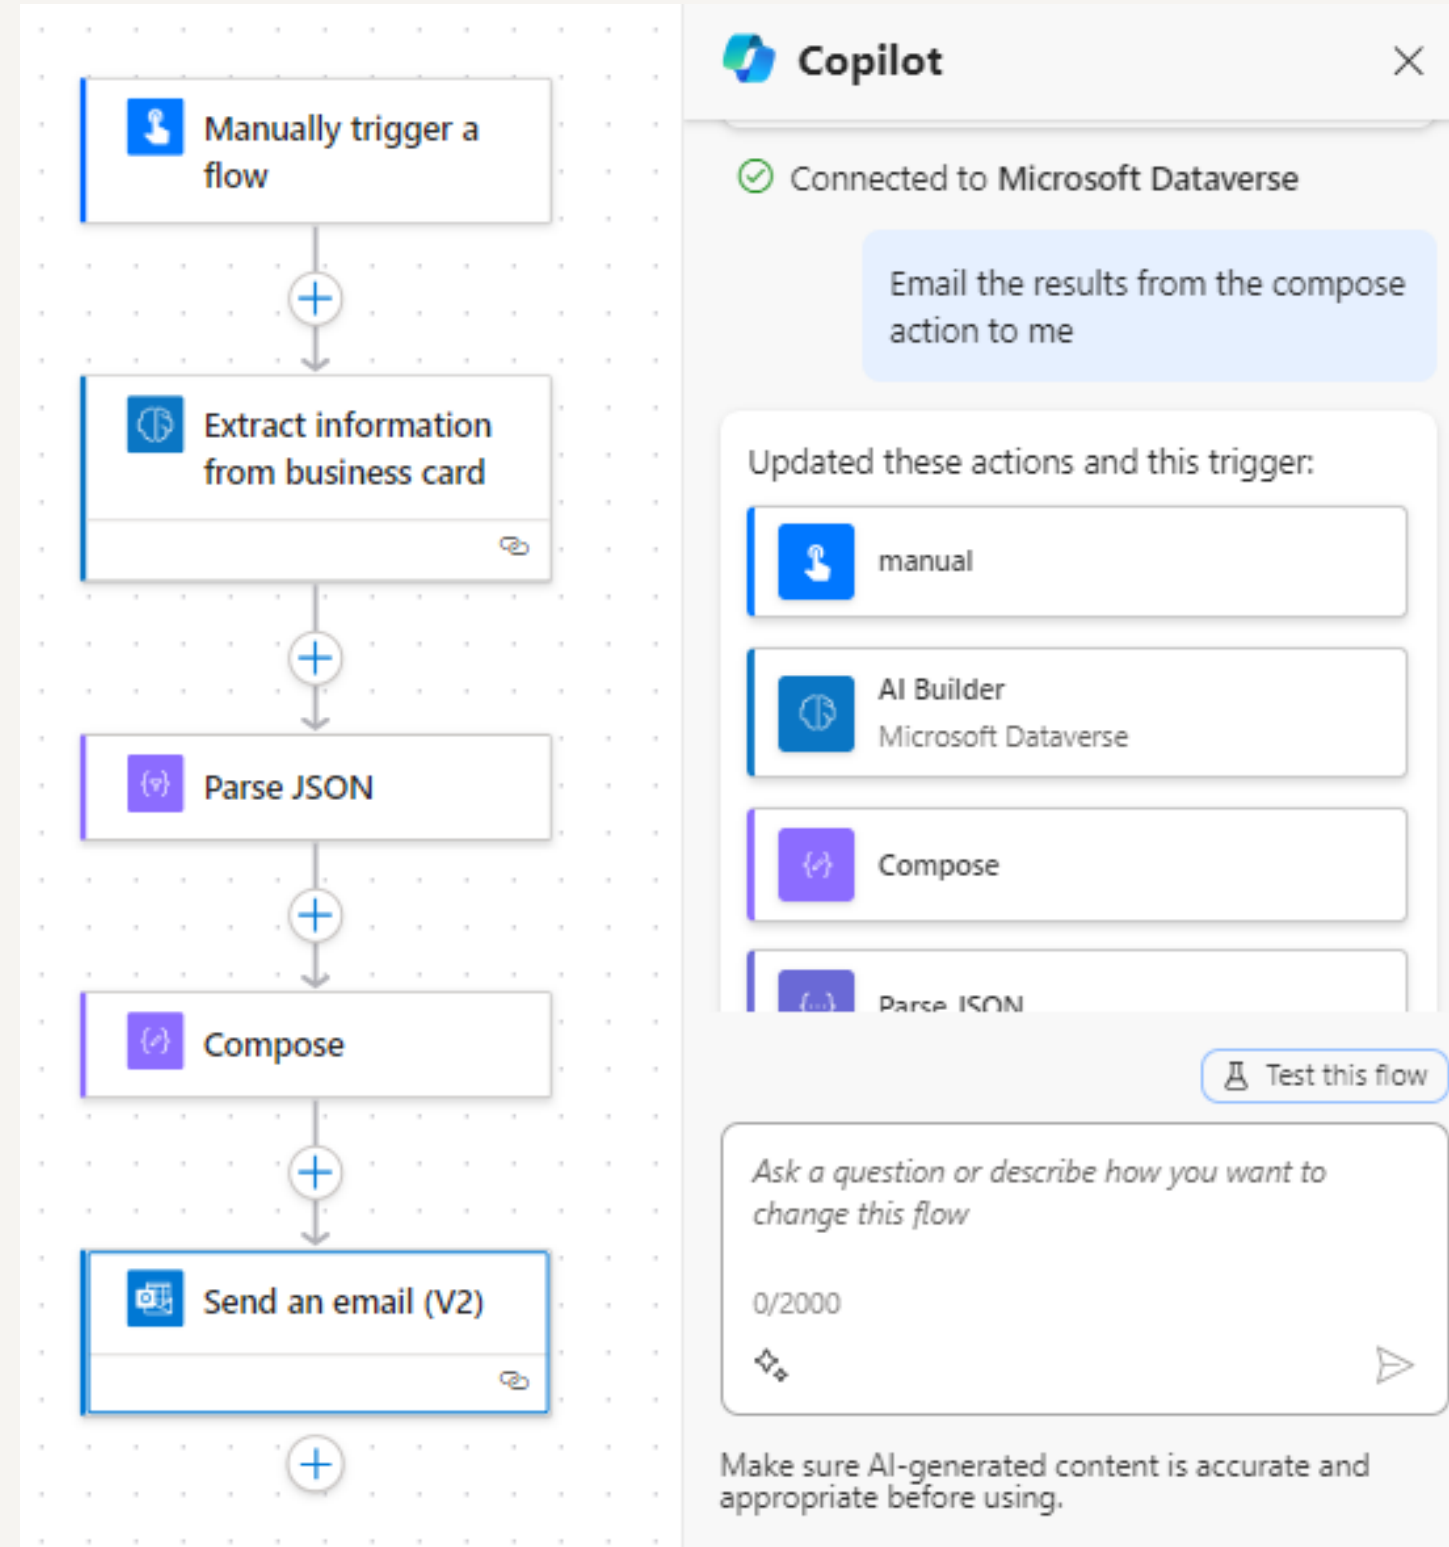 Manually trigger a
flow
Extract information
from business card
Parse JSON
Compose
Send an email (V2)
Copilot
Connected to Microsoft Dataverse
Email the results from the compose
action to me
Updated these actions and this trigger:
manual
AI Builder
Microsoft Dataverse
Compose
Parse JSON
Test this flow
Ask a question or describe how you want to
change this flow
0/2000
Make sure AI-generated content is accurate and
appropriate before using.